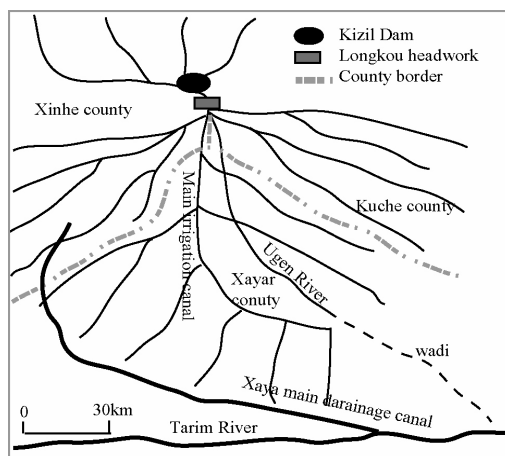 Kizil Dam
Longkou headwork
County border
Xinhe county
Kuche county
Main irrigation canal
Ugen River
Xayar
conuty
wadi
Xaya main darainage canal
0 30km
Tarim River